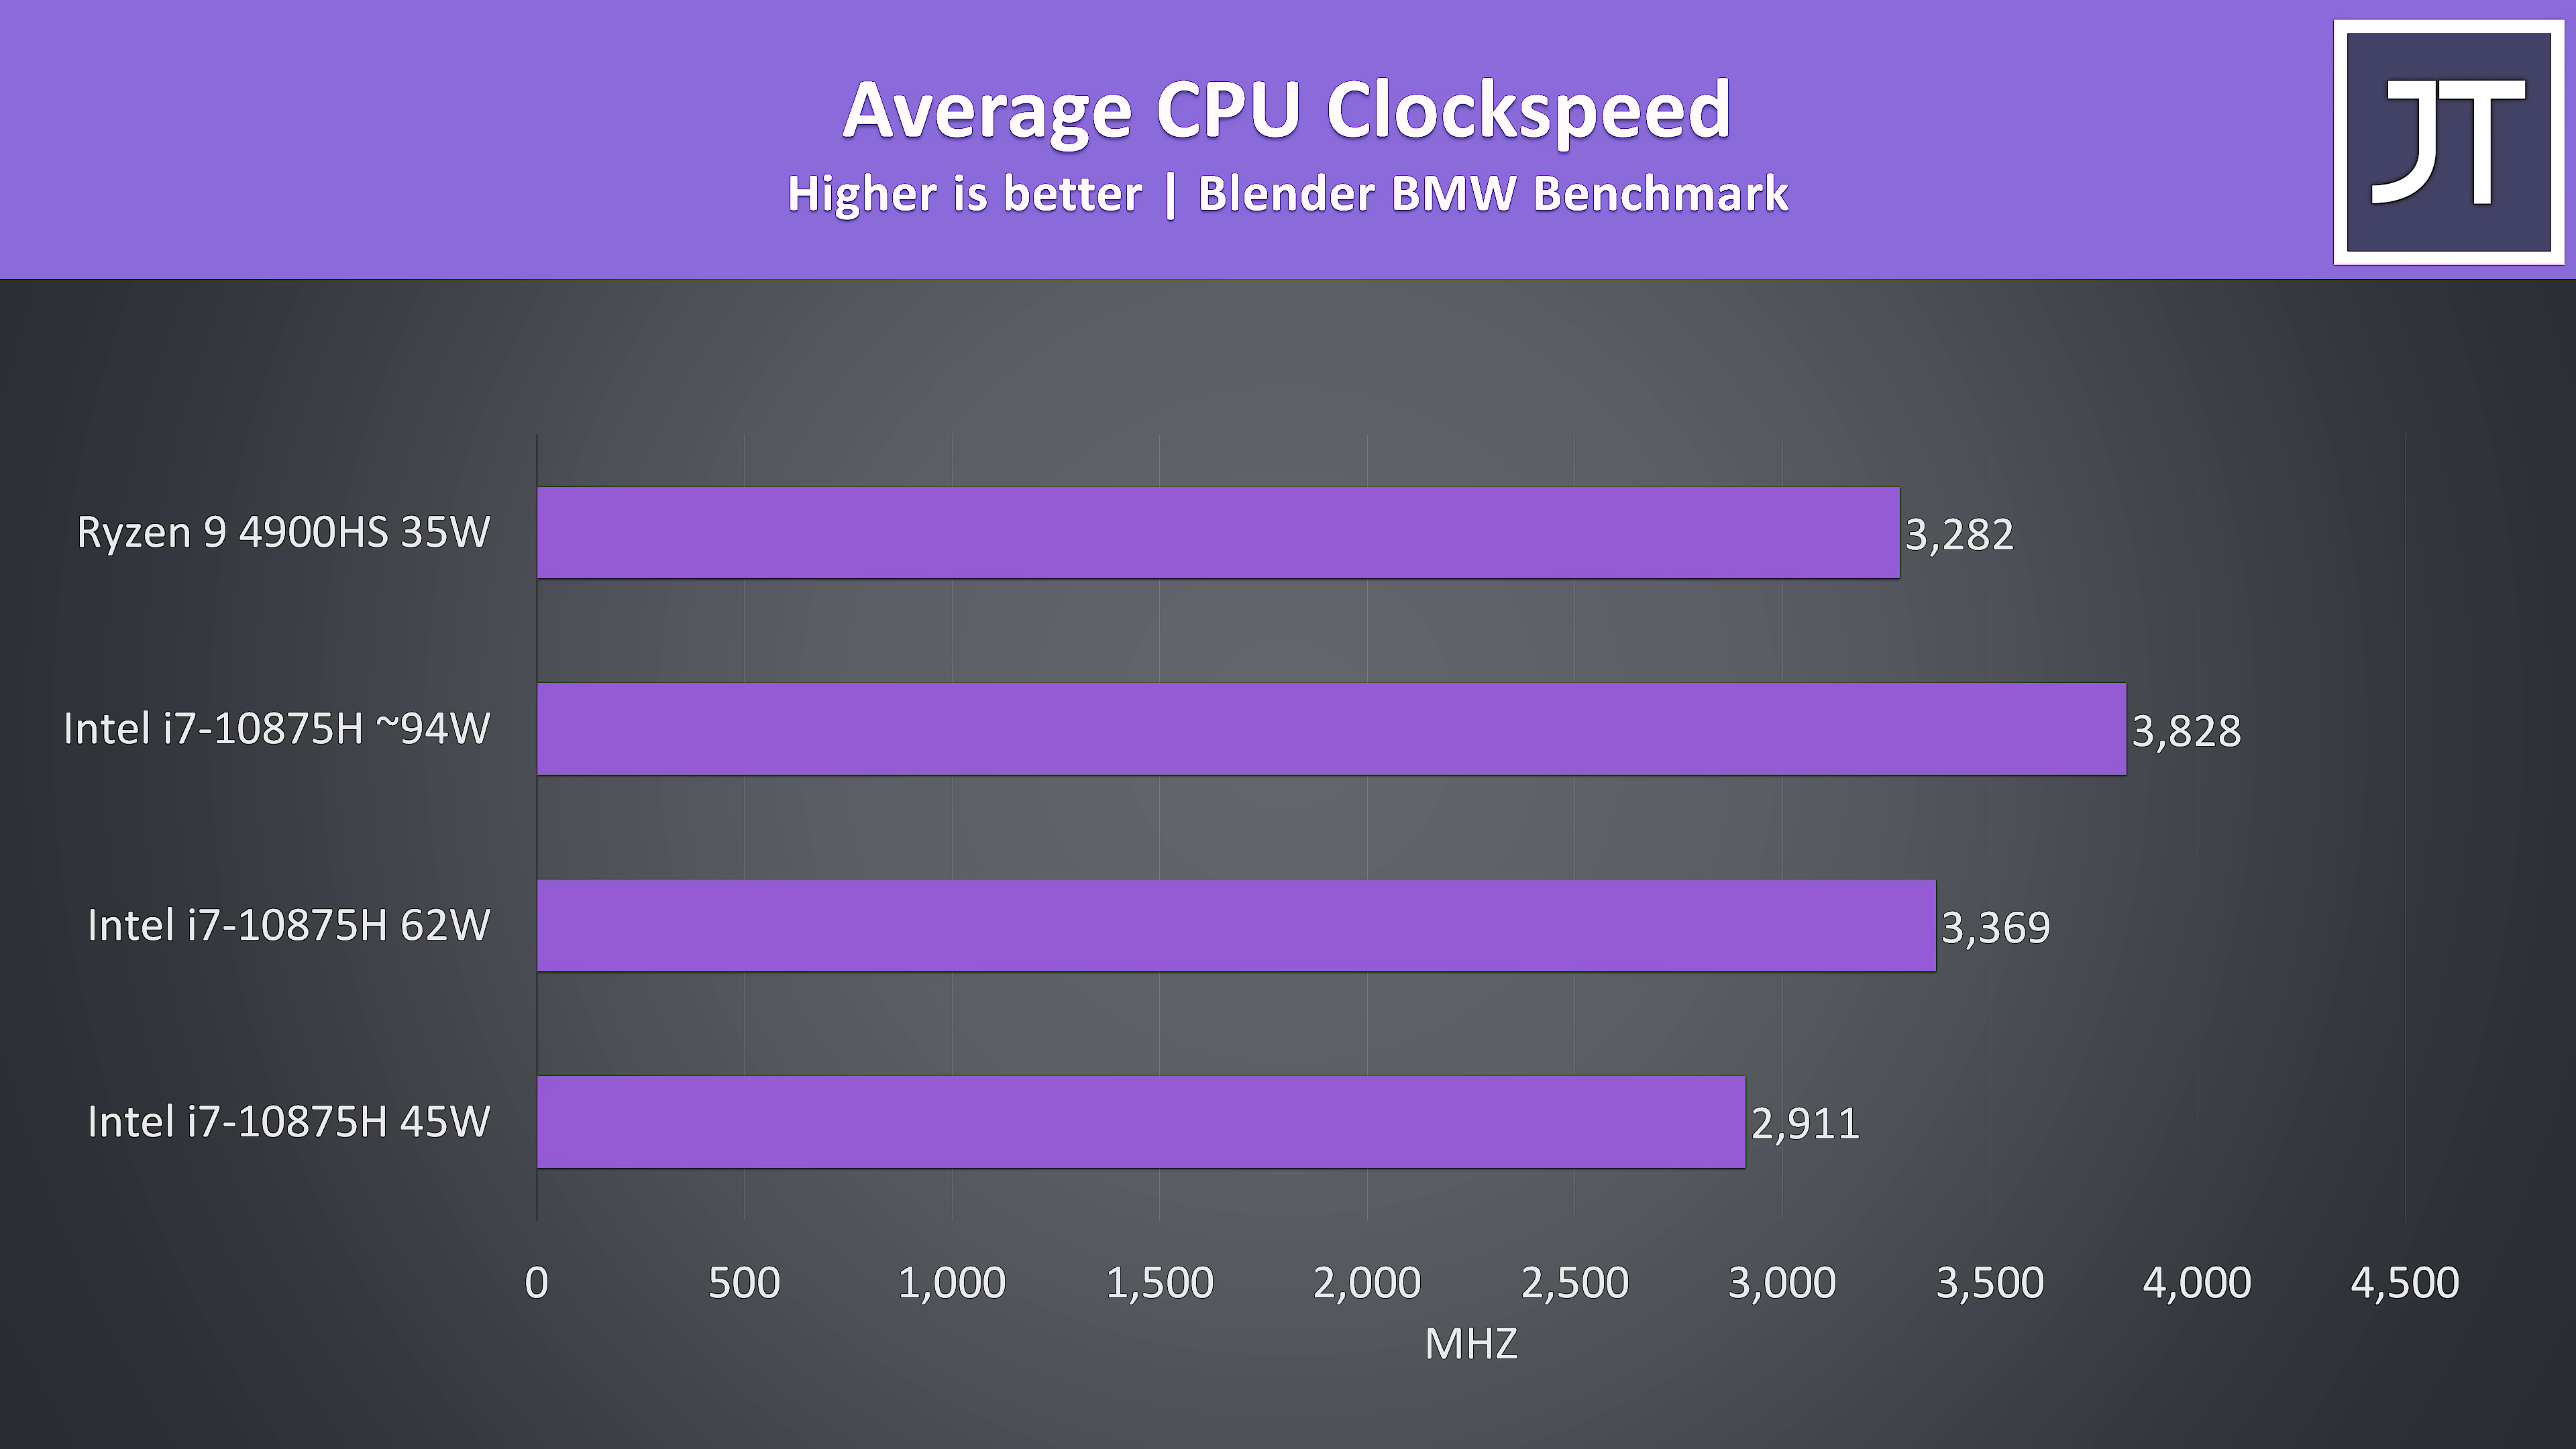 Average CPU Clockspeed
Higher is better | Blender BMW Benchmark
JT
Ryzen 9 4900HS 35W
3,282
Intel i7-10875H ~94W
3,828
Intel i7-10875H 62W
3,369
Intel i7-10875H 45W
2,911
0 500 1,000 1,500 2,000 2,500 3,000 3,500 4,000 4,500
MHZ